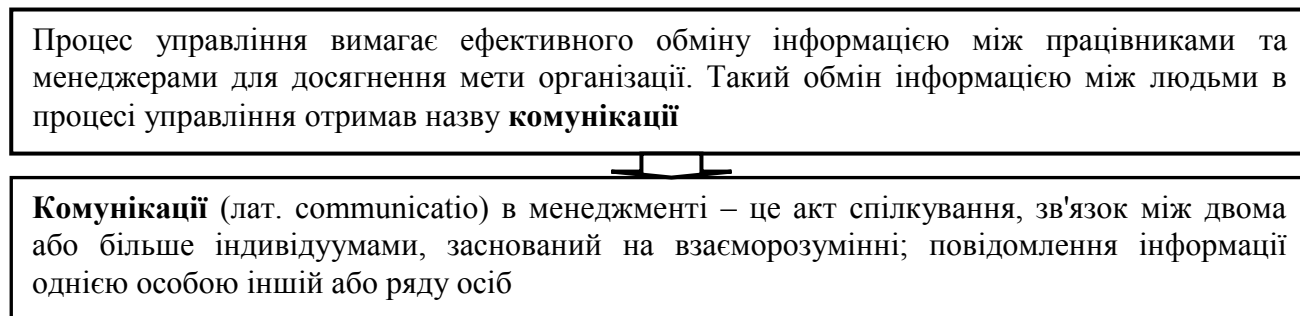 Процес управління вимагає ефективного обміну інформацією між працівниками та
менеджерами для досягнення мети організації. Такий обмін інформацією між людьми в
процесі управління отримав назву комунікації
Комунікації (лат. communicatio) в менеджменті – це акт спілкування, зв'язок між двома
або більше індивідуумами, заснований на взаєморозумінні; повідомлення інформації
однією особою іншій або ряду осіб